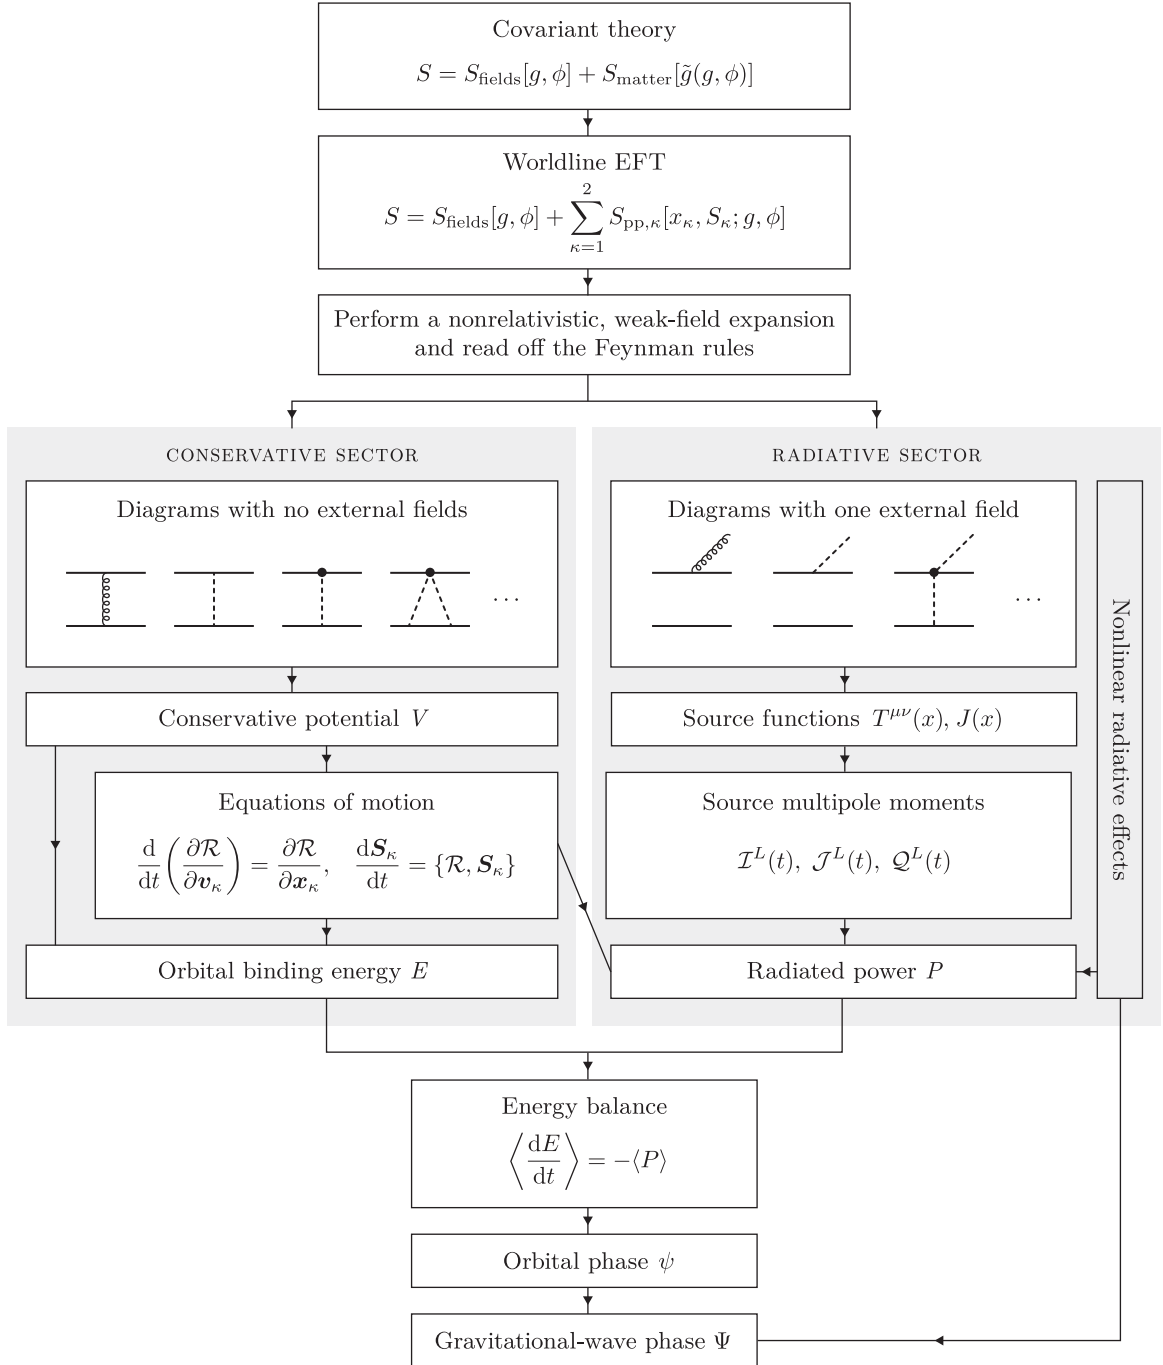 Covariant theory
S = S_fields[g, ϕ] + S_matter[g̃(g, ϕ)]
Worldline EFT
S = S_fields[g, ϕ] + ∑_{κ=1}^{2} S_{pp,κ}[x_κ, S_κ; g, ϕ]
Perform a nonrelativistic, weak-field expansion
and read off the Feynman rules
CONSERVATIVE SECTOR
Diagrams with no external fields
...
Conservative potential V
Equations of motion
d/dt (∂ℛ/∂𝒗_κ) = ∂ℛ/∂𝒙_κ, d𝑺_κ/dt = {ℛ, 𝑺_κ}
Orbital binding energy E
RADIATIVE SECTOR
Diagrams with one external field
...
Source functions T^{μν}(x), J(x)
Source multipole moments
ℐ^L(t), 𝒥^L(t), 𝒬^L(t)
Radiated power P
Nonlinear radiative effects
Energy balance
⟨dE/dt⟩ = −⟨P⟩
Orbital phase ψ
Gravitational-wave phase Ψ